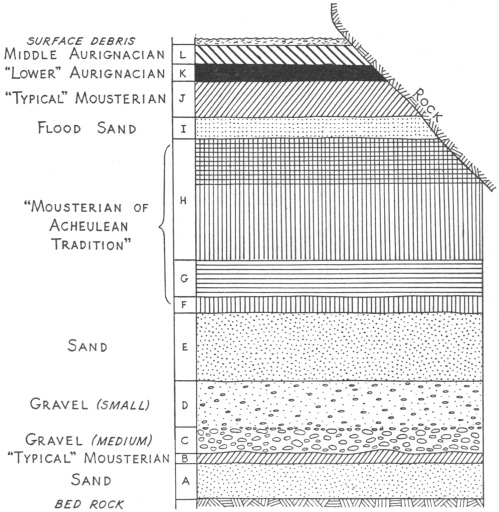 SURFACE DEBRIS
MIDDLE AURIGNACIAN L
"LOWER" AURIGNACIAN K
"TYPICAL" MOUSTERIAN J
ROCK
FLOOD SAND I
"MOUSTERIAN OF
ACHEULEAN
TRADITION"
H
G
F
SAND E
GRAVEL (SMALL) D
GRAVEL (MEDIUM) C
"TYPICAL" MOUSTERIAN B
SAND A
BED ROCK